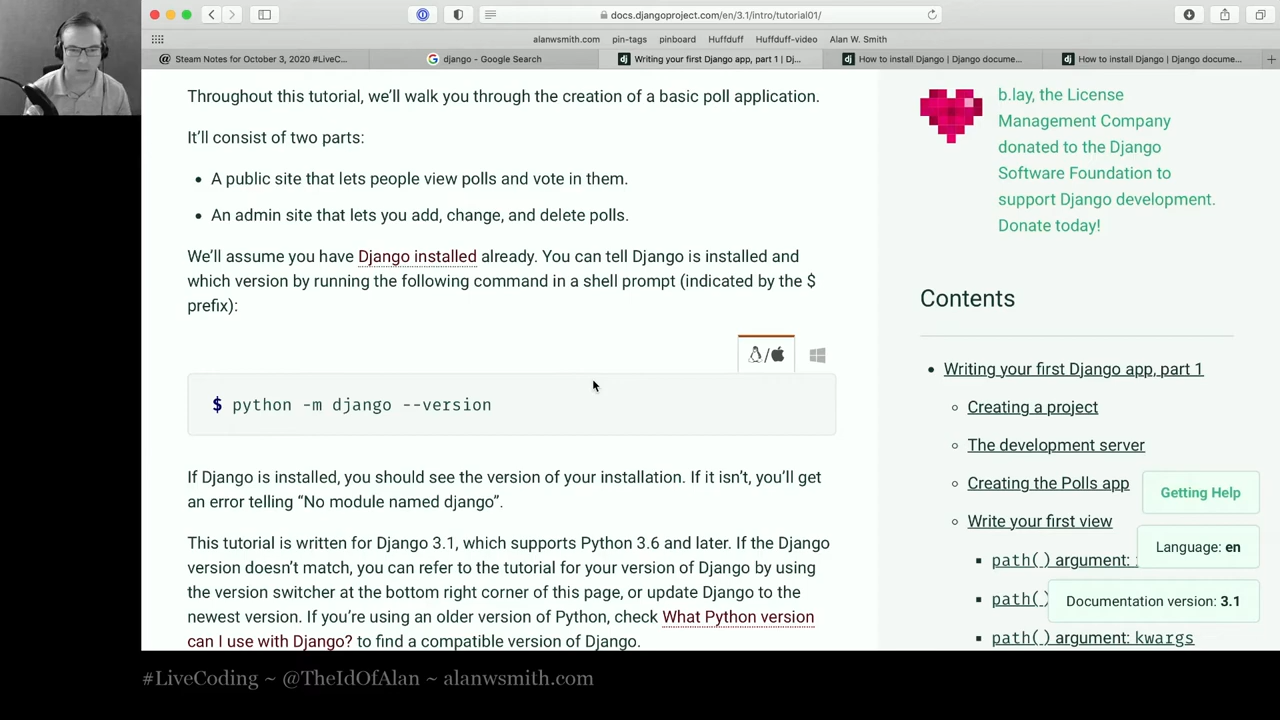 docs.djangoproject.com/en/3.1/intro/tutorial01/
alanwsmith.com pin-tags pinboard Huffduff Huffduff-video Alan W. Smith
@ Steam Notes for October 3, 2020 #LiveC...
django - Google Search
dj Writing your first Django app, part 1 | Dj...
dj How to install Django | Django docume...
dj How to install Django | Django docume...
Throughout this tutorial, we'll walk you through the creation of a basic poll application.
It'll consist of two parts:
• A public site that lets people view polls and vote in them.
• An admin site that lets you add, change, and delete polls.
We'll assume you have Django installed already. You can tell Django is installed and
which version by running the following command in a shell prompt (indicated by the $
prefix):
/
$ python -m django --version
If Django is installed, you should see the version of your installation. If it isn't, you'll get
an error telling “No module named django”.
This tutorial is written for Django 3.1, which supports Python 3.6 and later. If the Django
version doesn't match, you can refer to the tutorial for your version of Django by using
the version switcher at the bottom right corner of this page, or update Django to the
newest version. If you're using an older version of Python, check What Python version
can I use with Django? to find a compatible version of Django.
b.lay, the License
Management Company
donated to the Django
Software Foundation to
support Django development.
Donate today!
Contents
• Writing your first Django app, part 1
Creating a project
The development server
Creating the Polls app
Write your first view
path() argument:
path()
path() argument: kwargs
Getting Help
Language: en
Documentation version: 3.1
#LiveCoding ~ @TheIdOfAlan ~ alanwsmith.com